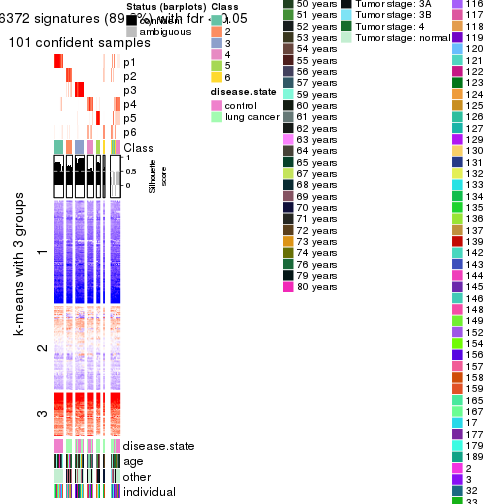 6372 signatures (89.
%) with fdr < 0.05
101 confident samples
p1
p2
p3
p4
p5
p6
Class
1
0.5
0
Silhouette
score
k-means with 3 groups
1
2
3
disease.state
age
other
individual
Status (barplots)
confident
ambiguous
Class
1
2
3
4
5
6
disease.state
control
lung cancer
50 years
51 years
52 years
53 years
54 years
55 years
56 years
57 years
59 years
60 years
61 years
62 years
63 years
64 years
65 years
67 years
68 years
69 years
70 years
71 years
72 years
73 years
74 years
76 years
79 years
80 years
Tumor stage: 3A
Tumor stage: 3B
Tumor stage: 4
Tumor stage: normal
116
117
118
119
120
121
122
123
124
125
126
127
129
130
131
132
133
134
135
136
137
139
142
143
144
145
146
148
149
152
154
156
157
158
159
165
167
17
177
179
189
2
3
32
33